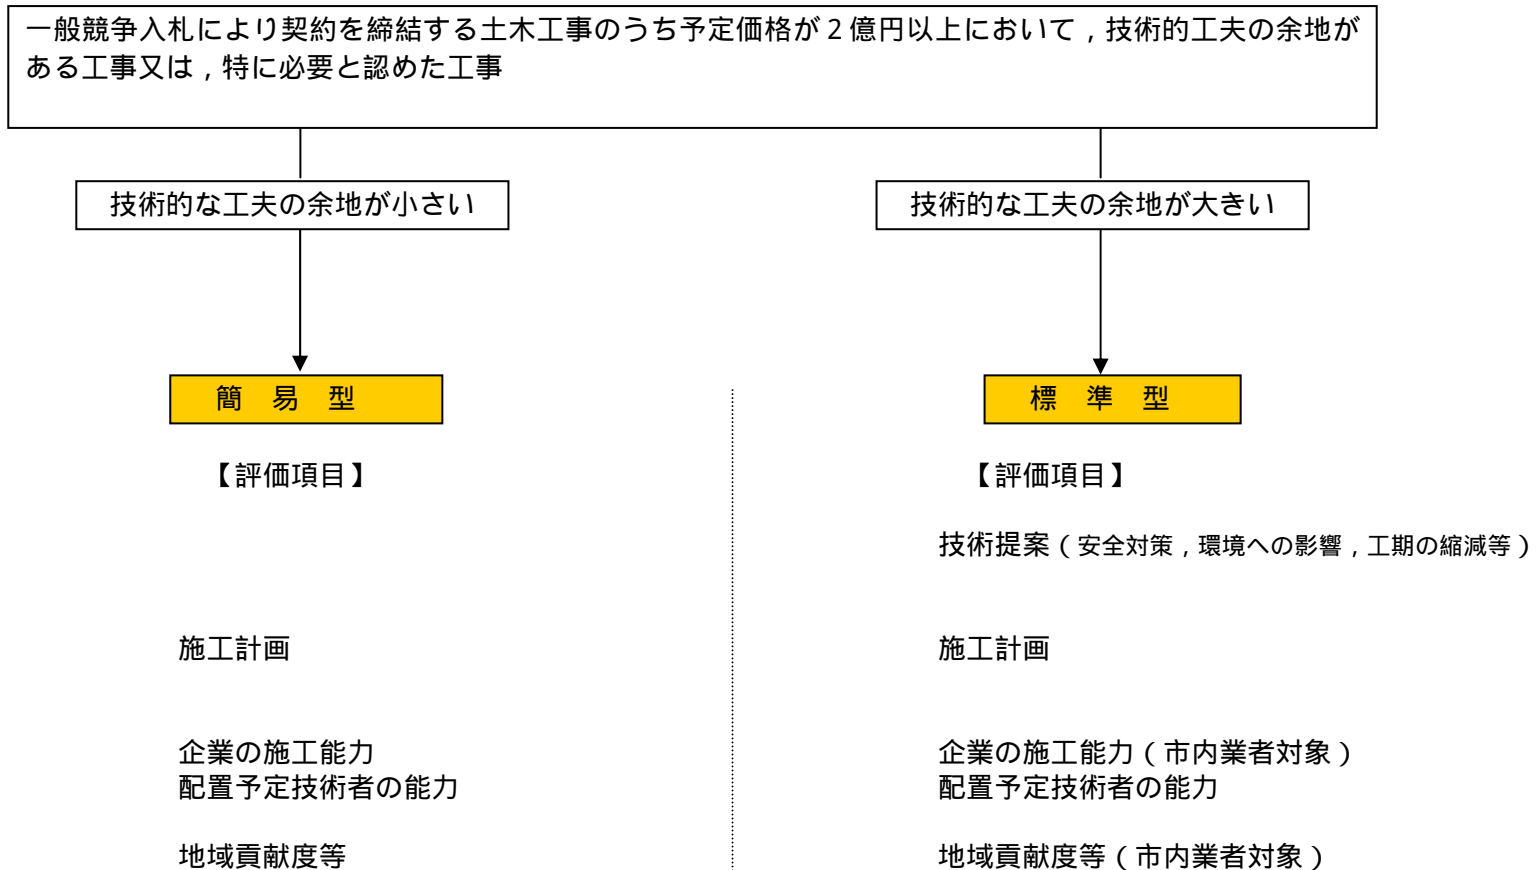 一般競争入札により契約を締結する土木工事のうち予定価格が２億円以上において，技術的工夫の余地が
ある工事又は，特に必要と認めた工事
技術的な工夫の余地が小さい
技術的な工夫の余地が大きい
簡　易　型
標　準　型
【評価項目】
【評価項目】
技術提案（安全対策，環境への影響，工期の縮減等）
施工計画
施工計画
企業の施工能力
企業の施工能力（市内業者対象）
配置予定技術者の能力
配置予定技術者の能力
地域貢献度等
地域貢献度等（市内業者対象）